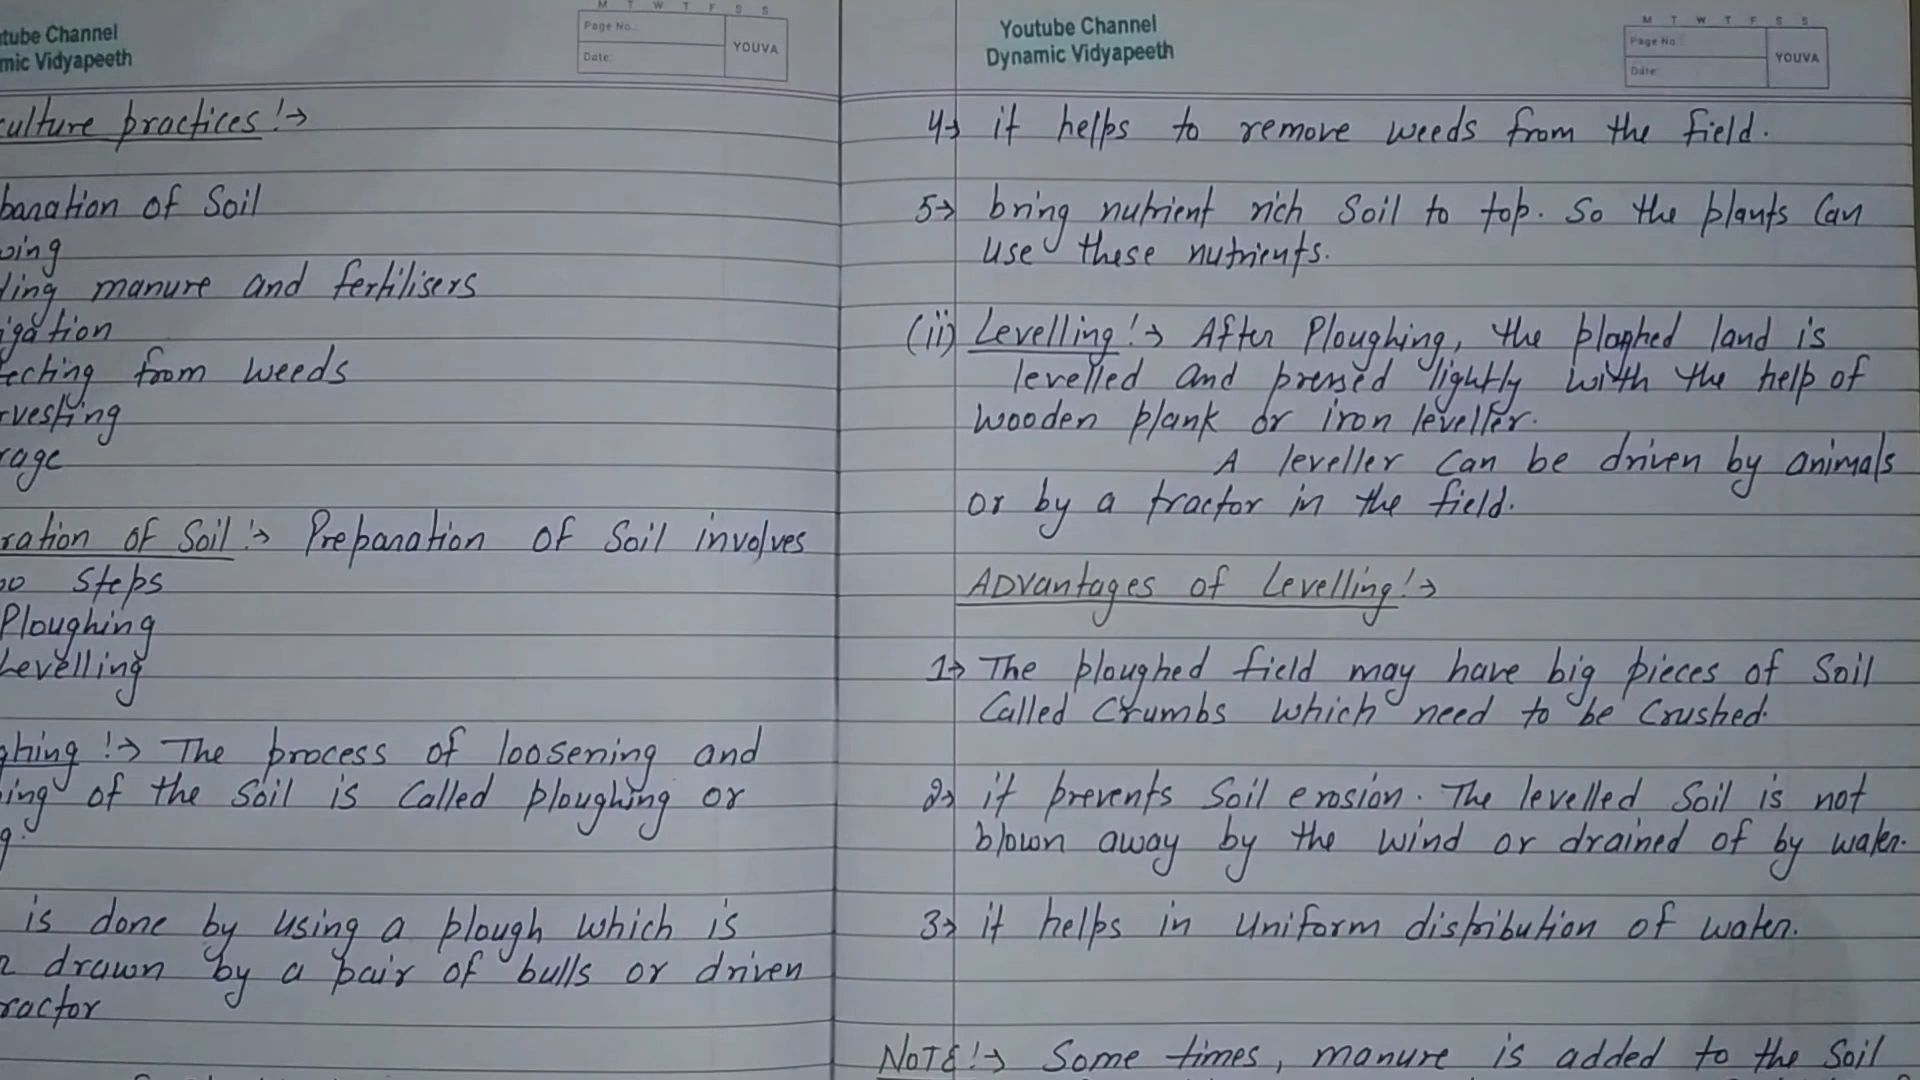 tube Channel
mic Vidyapeeth
M T W T F S S
Page No.:
Date:
YOUVA
culture practices :→
paration of Soil
wing
ding manure and fertilisers
igation
tecting from weeds
rvesting
rage
ration of Soil :→ Preparation of Soil involves
wo steps
Ploughing
Levelling
ghing :→ The process of loosening and
ing of the Soil is Called ploughing or
g.
is done by using a plough which is
drawn by a pair of bulls or driven
ractor
Youtube Channel
Dynamic Vidyapeeth
M T W T F S S
Page No.:
Date:
YOUVA
4→ it helps to remove weeds from the field.
5→ bring nutrient rich Soil to top. So the plants Can
use these nutrients.
(ii) Levelling :→ After Ploughing, the ploghed land is
levelled and pressed lightly with the help of
wooden plank or iron leveller.
A leveller Can be driven by animals
or by a tractor in the field.
Advantages of Levelling :→
1→ The ploughed field may have big pieces of Soil
Called Crumbs which need to be Crushed.
2→ it prevents Soil erosion. The levelled Soil is not
blown away by the wind or drained of by water.
3→ it helps in uniform distribution of water.
NOTE :→ Some times, manure is added to the Soil